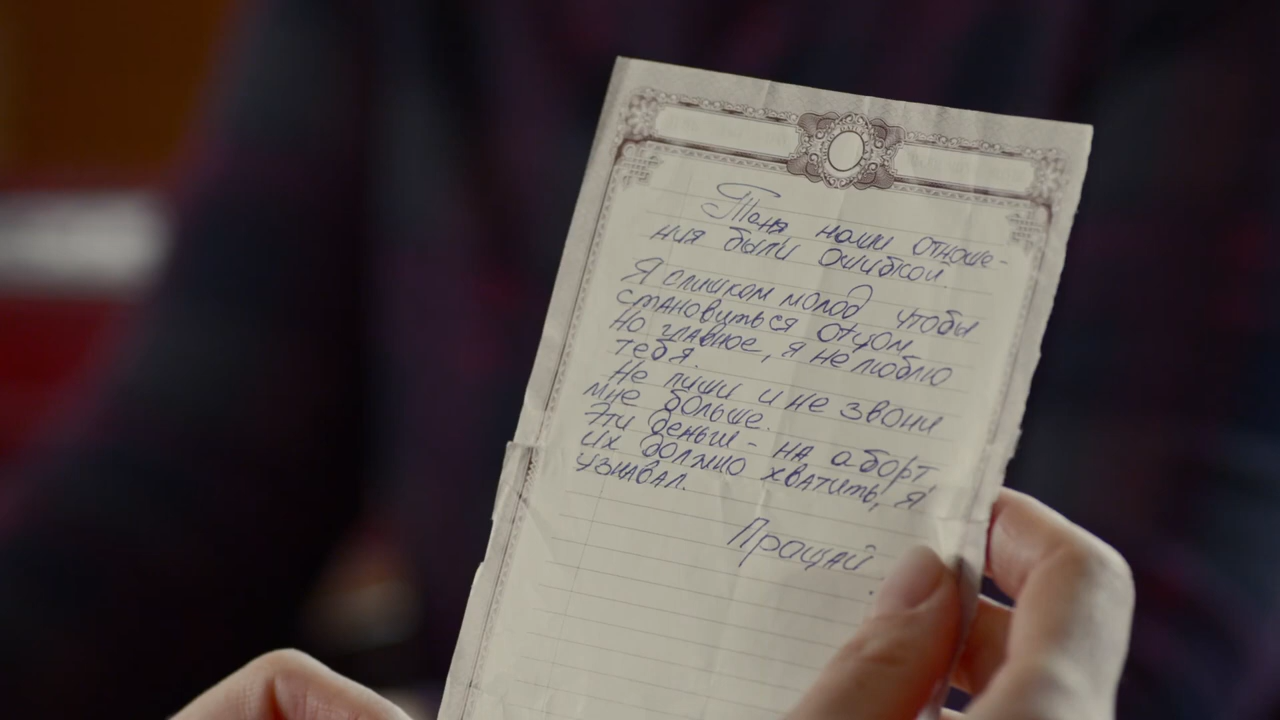 Таня наши отноше-
ния были ошибкой.
Я слишком молод чтобы
становиться отцом.
Но главное, я не люблю
тебя.
Не пиши и не звони
мне больше.
Эти деньги - на аборт,
их должно хватить, я
узнавал.
Прощай